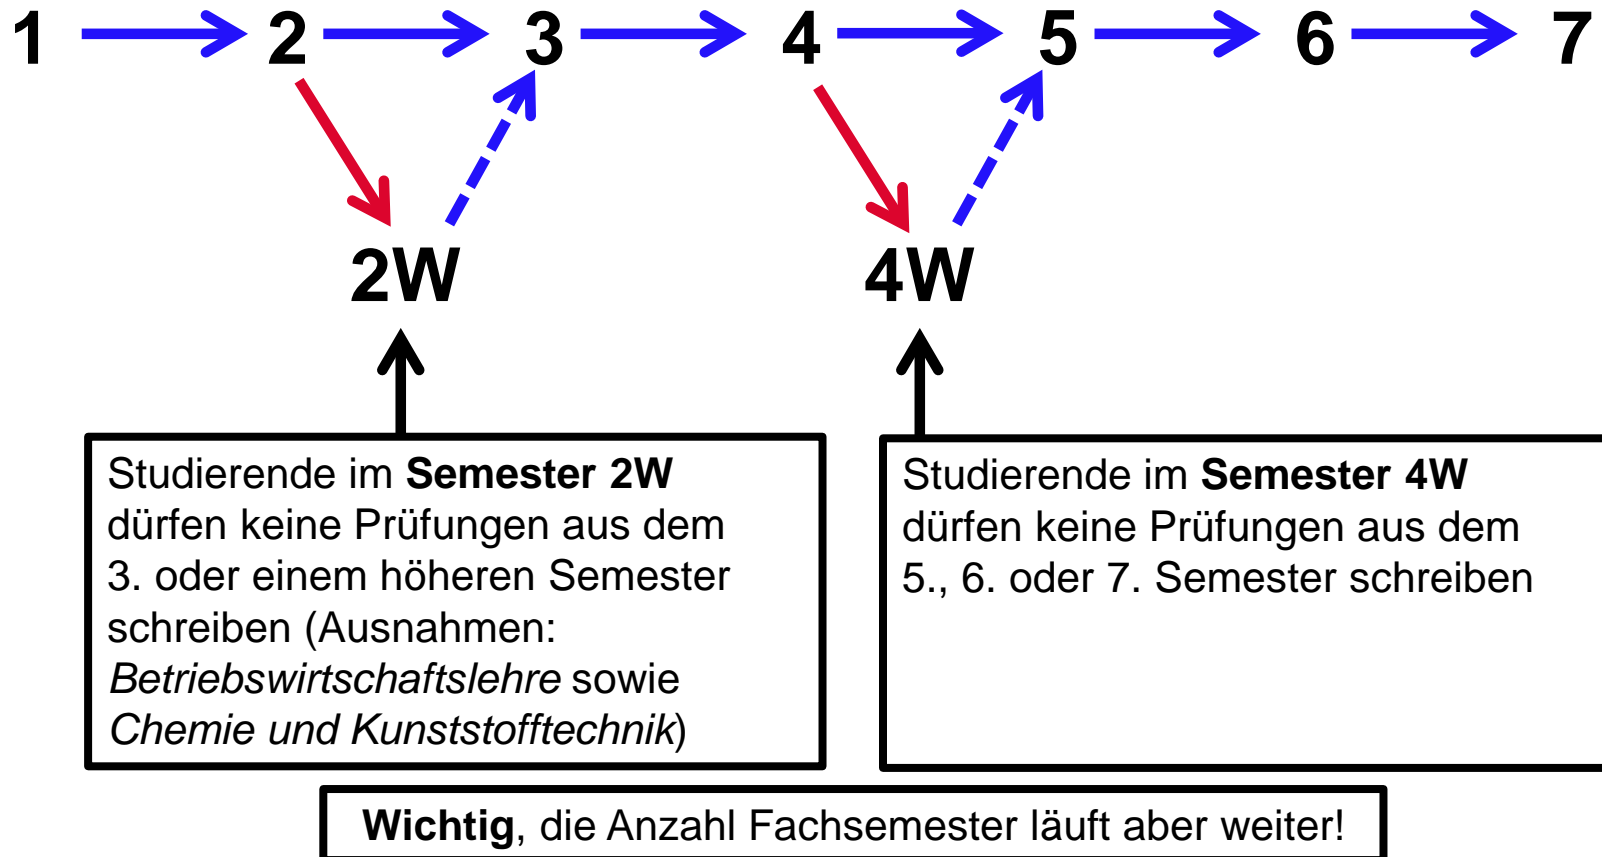 1 2 3 4 5 6 7
2W 4W
Studierende im Semester 2W
dürfen keine Prüfungen aus dem
3. oder einem höheren Semester
schreiben (Ausnahmen:
Betriebswirtschaftslehre sowie
Chemie und Kunststofftechnik)
Studierende im Semester 4W
dürfen keine Prüfungen aus dem
5., 6. oder 7. Semester schreiben
Wichtig, die Anzahl Fachsemester läuft aber weiter!